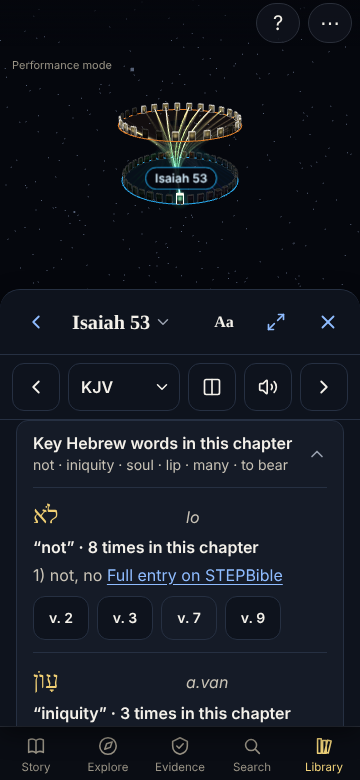 ?
Performance mode
Isaiah 53
Isaiah 53
Aa
KJV
Key Hebrew words in this chapter
not · iniquity · soul · lip · many · to bear
לֹא lo
“not” · 8 times in this chapter
1) not, no Full entry on STEPBible
v. 2 v. 3 v. 7 v. 9
עָוֺן a.van
“iniquity” · 3 times in this chapter
Story Explore Evidence Search Library